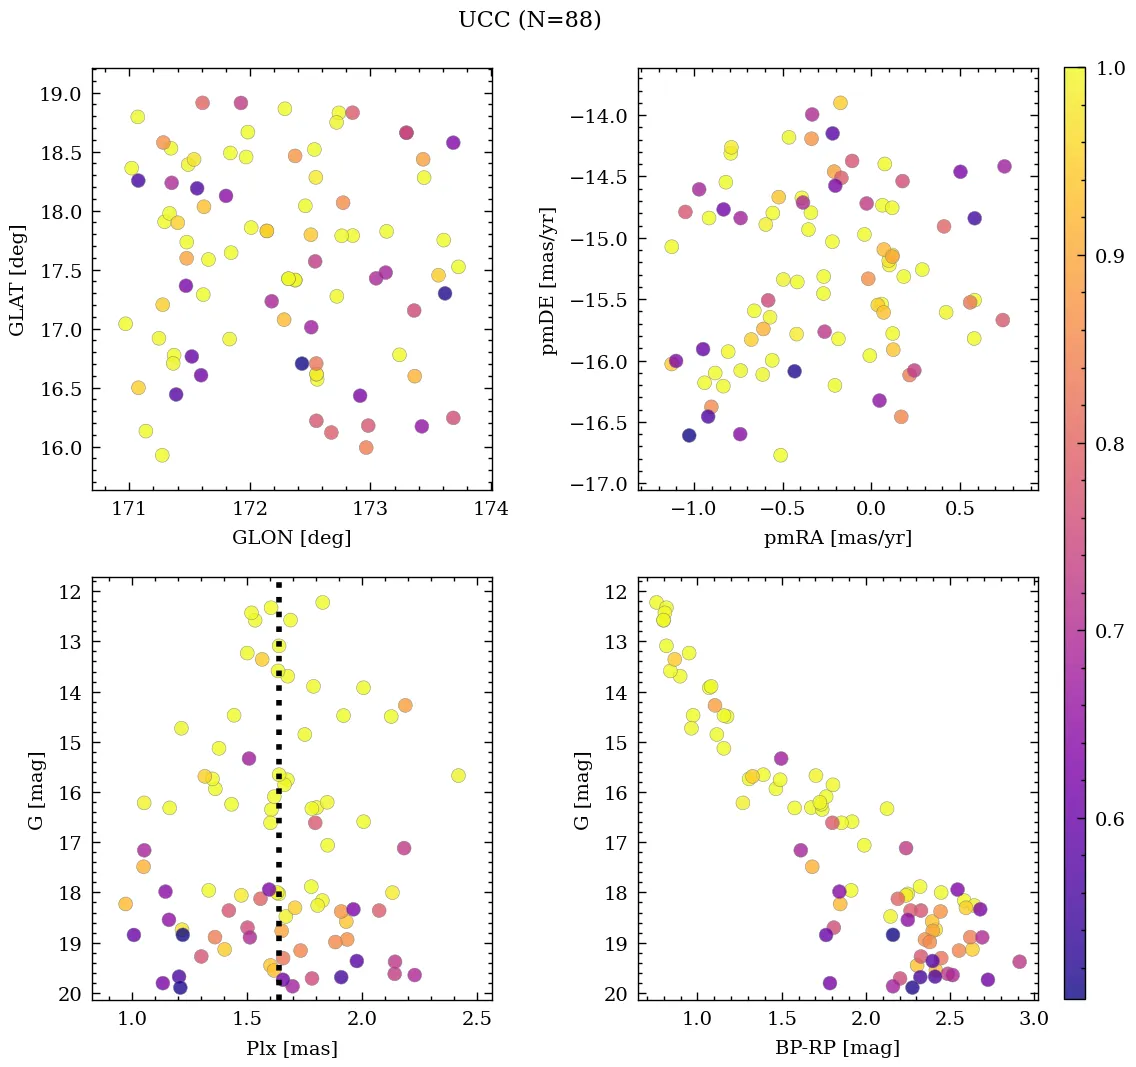 UCC (N=88)
19.0
18.5
18.0
17.5
17.0
16.5
16.0
GLAT [deg]
171 172 173 174
GLON [deg]
−14.0
−14.5
−15.0
−15.5
−16.0
−16.5
−17.0
pmDE [mas/yr]
−1.0 −0.5 0.0 0.5
pmRA [mas/yr]
12
13
14
15
16
17
18
19
20
G [mag]
1.0 1.5 2.0 2.5
Plx [mas]
12
13
14
15
16
17
18
19
20
G [mag]
1.0 1.5 2.0 2.5 3.0
BP-RP [mag]
1.0
0.9
0.8
0.7
0.6